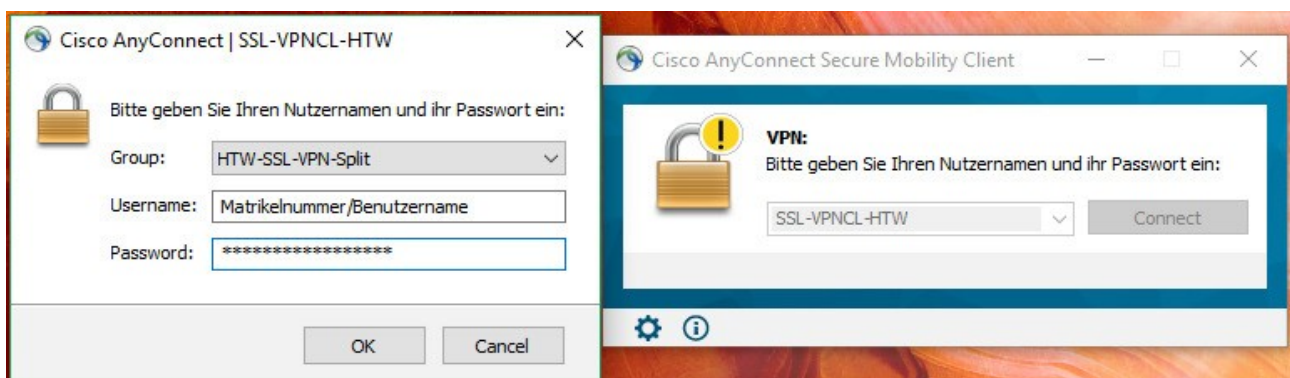 Cisco AnyConnect | SSL-VPNCL-HTW
Bitte geben Sie Ihren Nutzernamen und ihr Passwort ein:
Group: HTW-SSL-VPN-Split
Username: Matrikelnummer/Benutzername
Password: *****************
OK Cancel
Cisco AnyConnect Secure Mobility Client
VPN:
Bitte geben Sie Ihren Nutzernamen und ihr Passwort ein:
SSL-VPNCL-HTW Connect